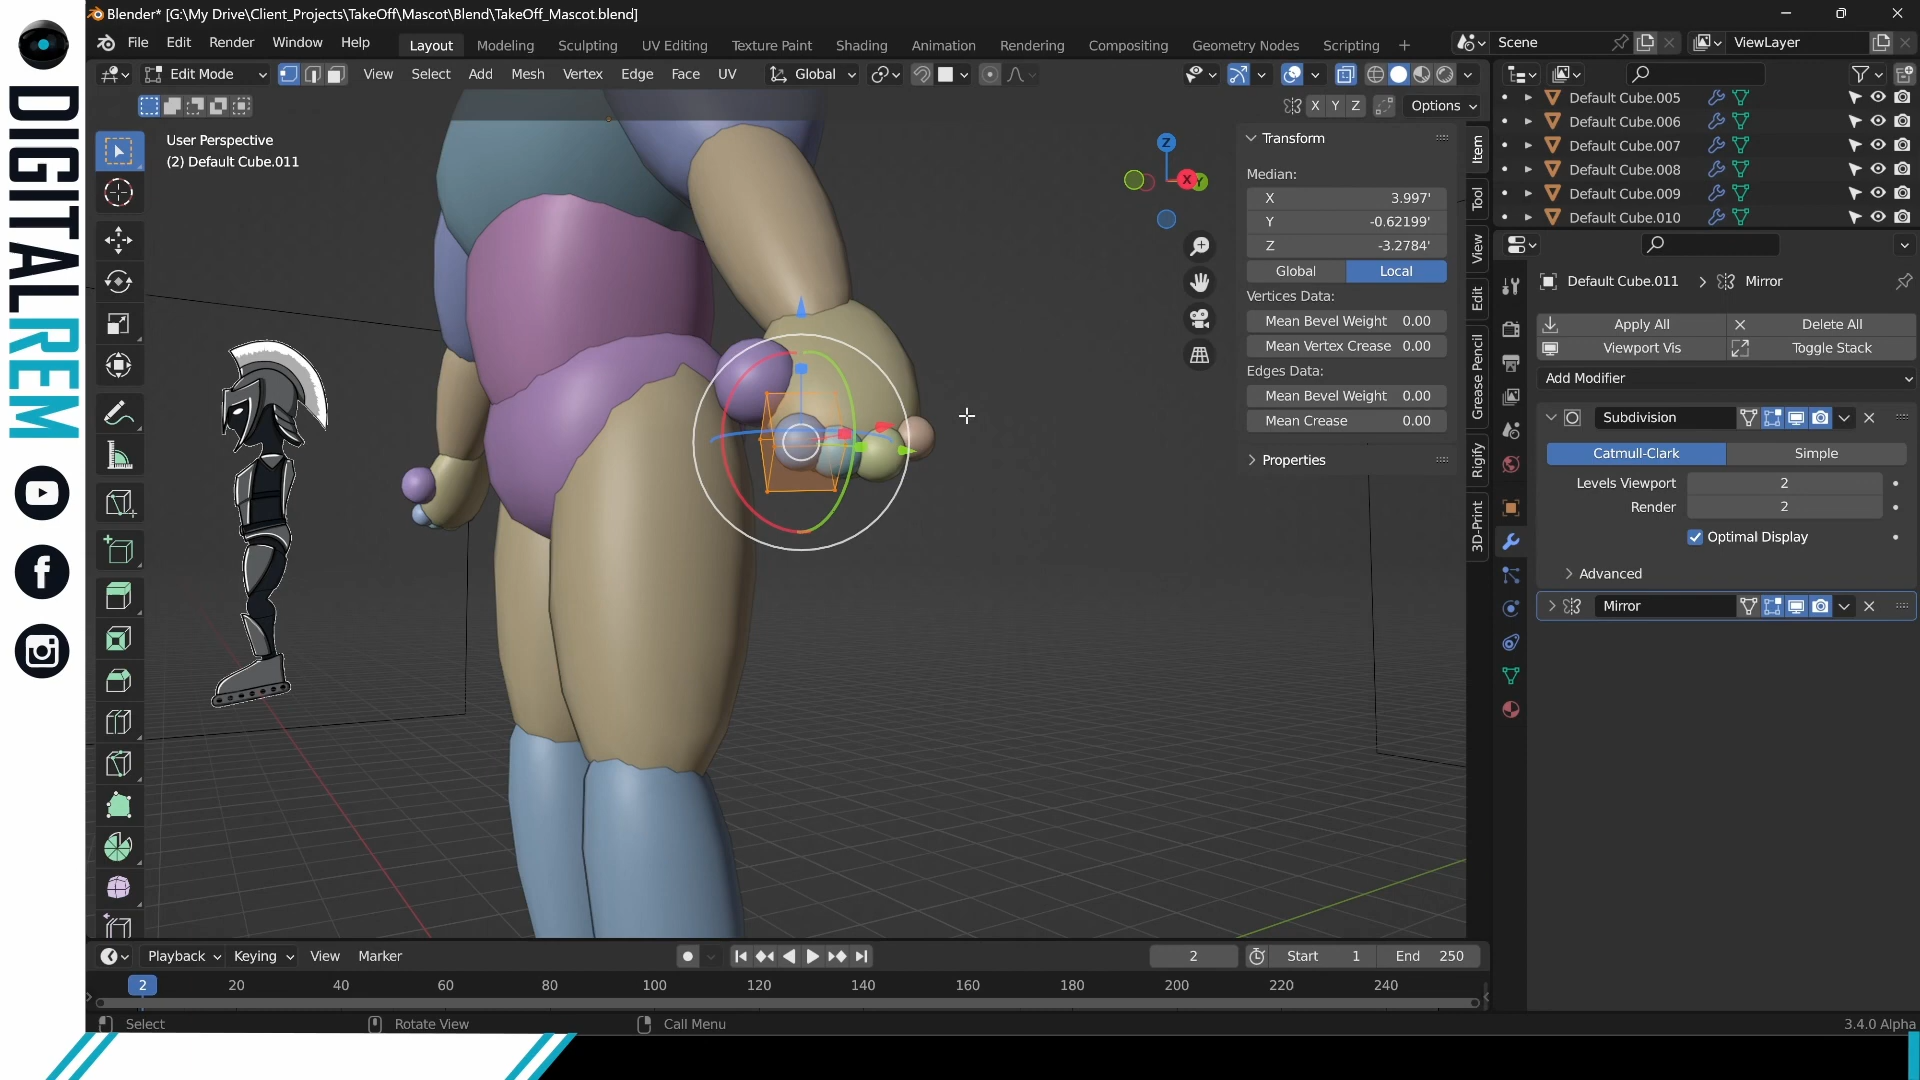 DIGITALREM
Blender* [G:\My Drive\Client_Projects\TakeOff\Mascot\Blend\TakeOff_Mascot.blend]
File Edit Render Window Help
Layout Modeling Sculpting UV Editing Texture Paint Shading Animation Rendering Compositing Geometry Nodes Scripting +
Scene
ViewLayer
Edit Mode
View Select Add Mesh Vertex Edge Face UV
Global
X Y Z
Options
User Perspective
(2) Default Cube.011
Z
X
Y
Transform
Median:
X 3.997'
Y -0.62199'
Z -3.2784'
Global Local
Vertices Data:
Mean Bevel Weight 0.00
Mean Vertex Crease 0.00
Edges Data:
Mean Bevel Weight 0.00
Mean Crease 0.00
Properties
Item
Tool
View
Edit
Grease Pencil
Rigify
3D-Print
Default Cube.005
Default Cube.006
Default Cube.007
Default Cube.008
Default Cube.009
Default Cube.010
Default Cube.011 > Mirror
Apply All Delete All
Viewport Vis Toggle Stack
Add Modifier
Subdivision
Catmull-Clark Simple
Levels Viewport 2
Render 2
Optimal Display
Advanced
Mirror
Playback Keying View Marker
2
Start 1 End 250
2 20 40 60 80 100 120 140 160 180 200 220 240
Select Rotate View Call Menu
3.4.0 Alpha